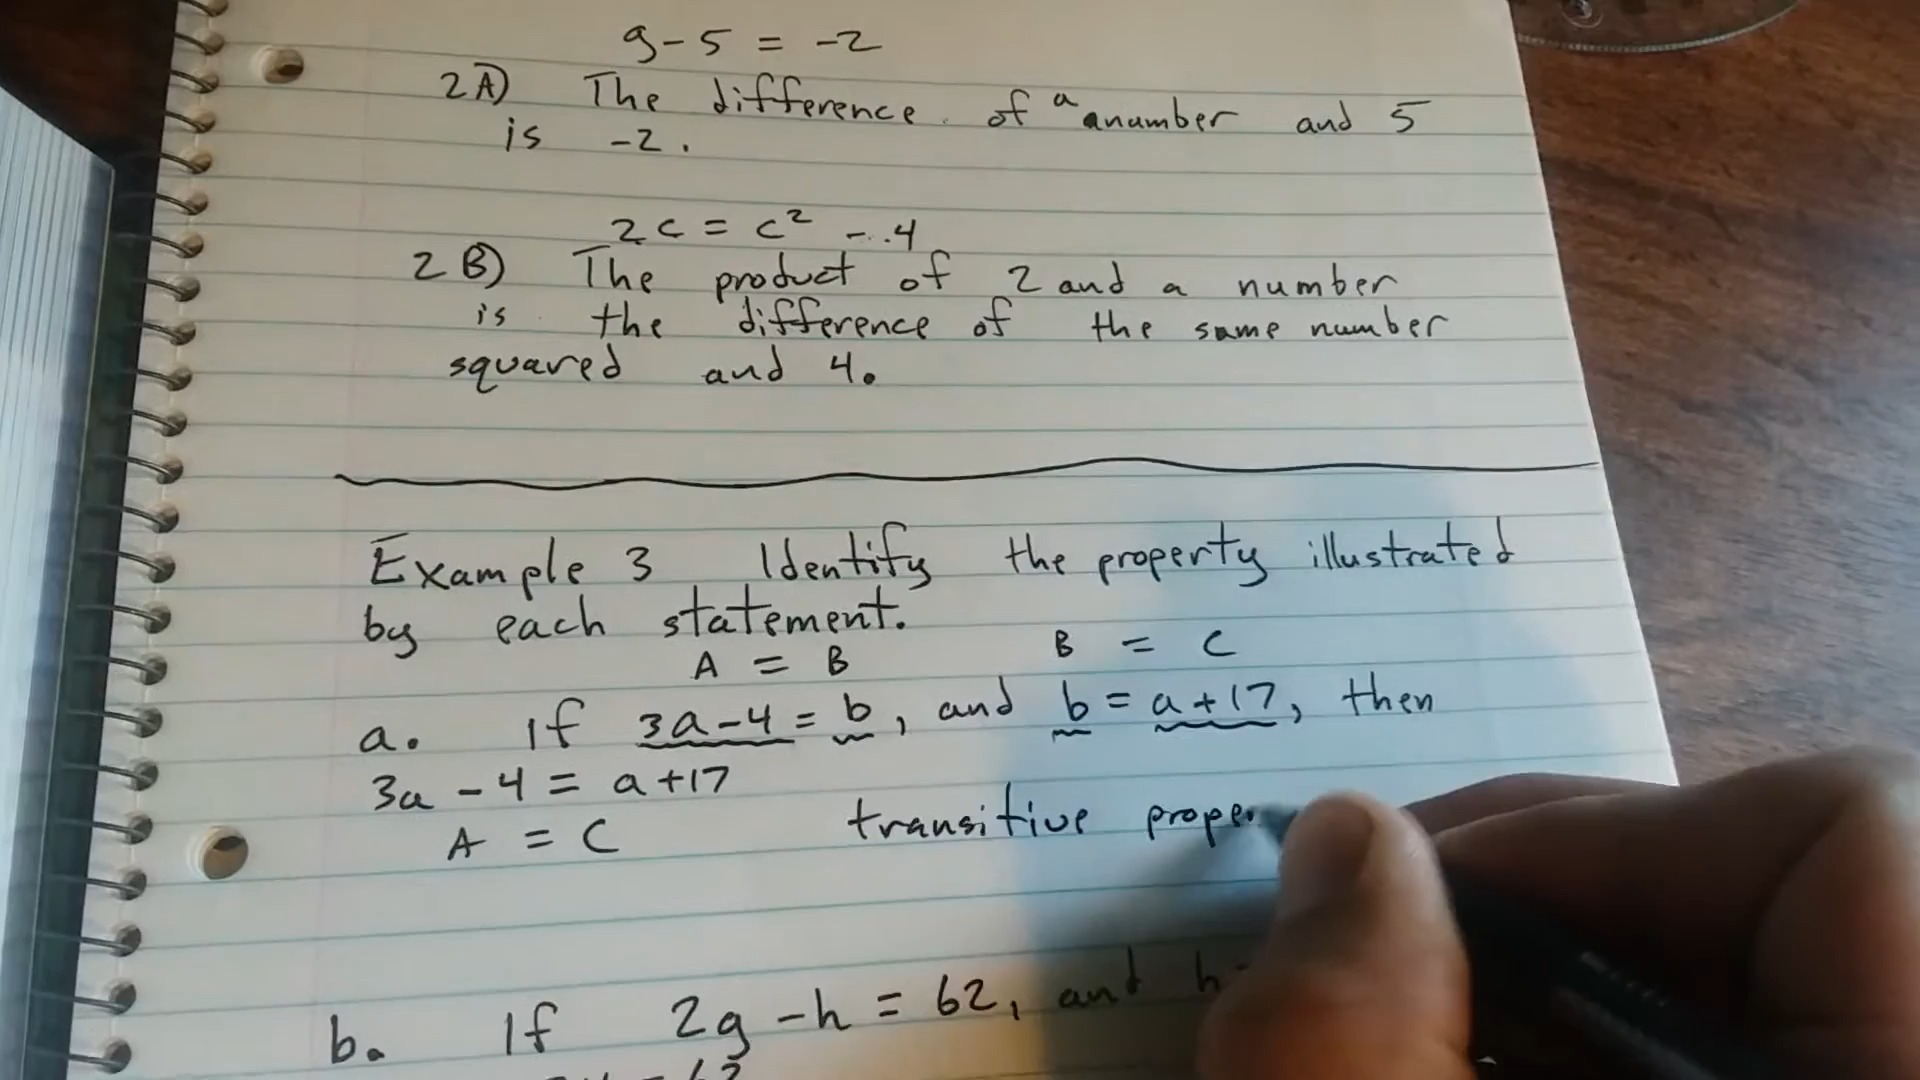 g - 5 = -2
2A) The difference of a anumber and 5
is -2.
2c = c² - 4
2B) The product of 2 and a number
is the difference of the same number
squared and 4.
Example 3 Identify the property illustrated
by each statement.
A = B B = C
a. If 3a - 4 = b, and b = a + 17, then
3a - 4 = a + 17
A = C transitive proper
b. If 2g - h = 62, and h